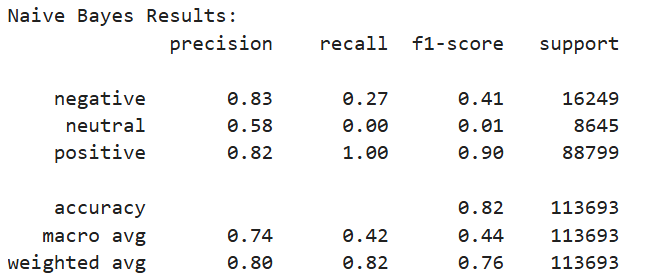 Naive Bayes Results:
precision recall f1-score support
negative 0.83 0.27 0.41 16249
neutral 0.58 0.00 0.01 8645
positive 0.82 1.00 0.90 88799
accuracy 0.82 113693
macro avg 0.74 0.42 0.44 113693
weighted avg 0.80 0.82 0.76 113693